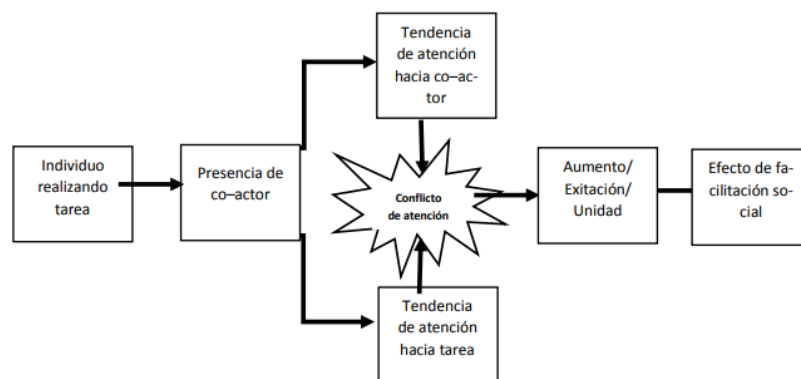 Individuo
realizando
tarea
Presencia de
co–actor
Tendencia
de atención
hacia co–ac-
tor
Conflicto
de atención
Tendencia
de atención
hacia tarea
Aumento/
Exitación/
Unidad
Efecto de fa-
cilitación so-
cial